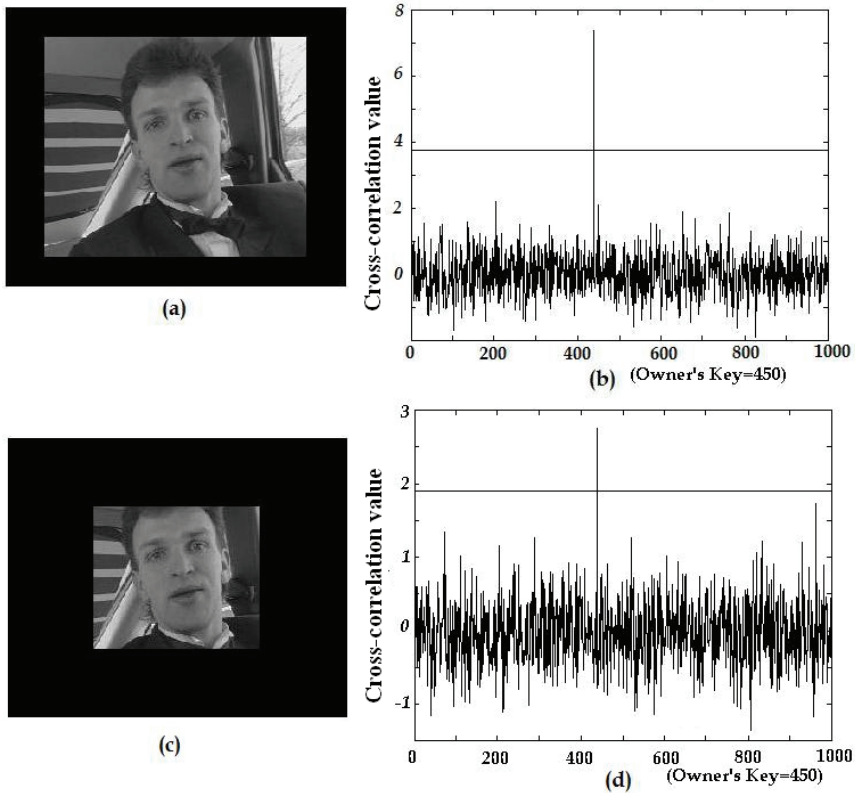 8
6
4
2
0
Cross-correlation value
0 200 400 600 800 1000
(a)
(b) (Owner's Key=450)
3
2
1
0
-1
Cross-correlation value
0 200 400 600 800 1000
(c)
(d) (Owner's Key=450)